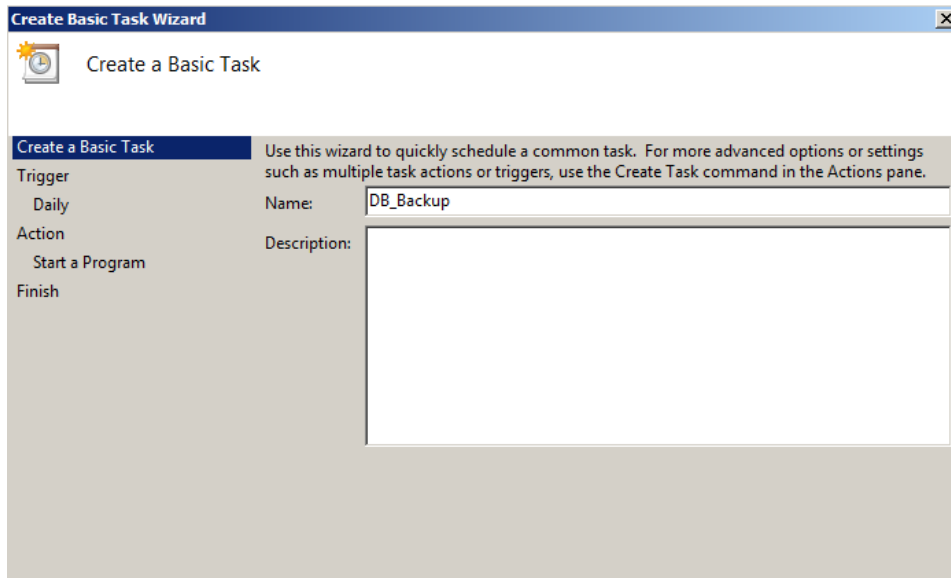 Create Basic Task Wizard
Create a Basic Task
Create a Basic Task
Trigger
Daily
Action
Start a Program
Finish
Use this wizard to quickly schedule a common task. For more advanced options or settings
such as multiple task actions or triggers, use the Create Task command in the Actions pane.
Name: DB_Backup
Description: